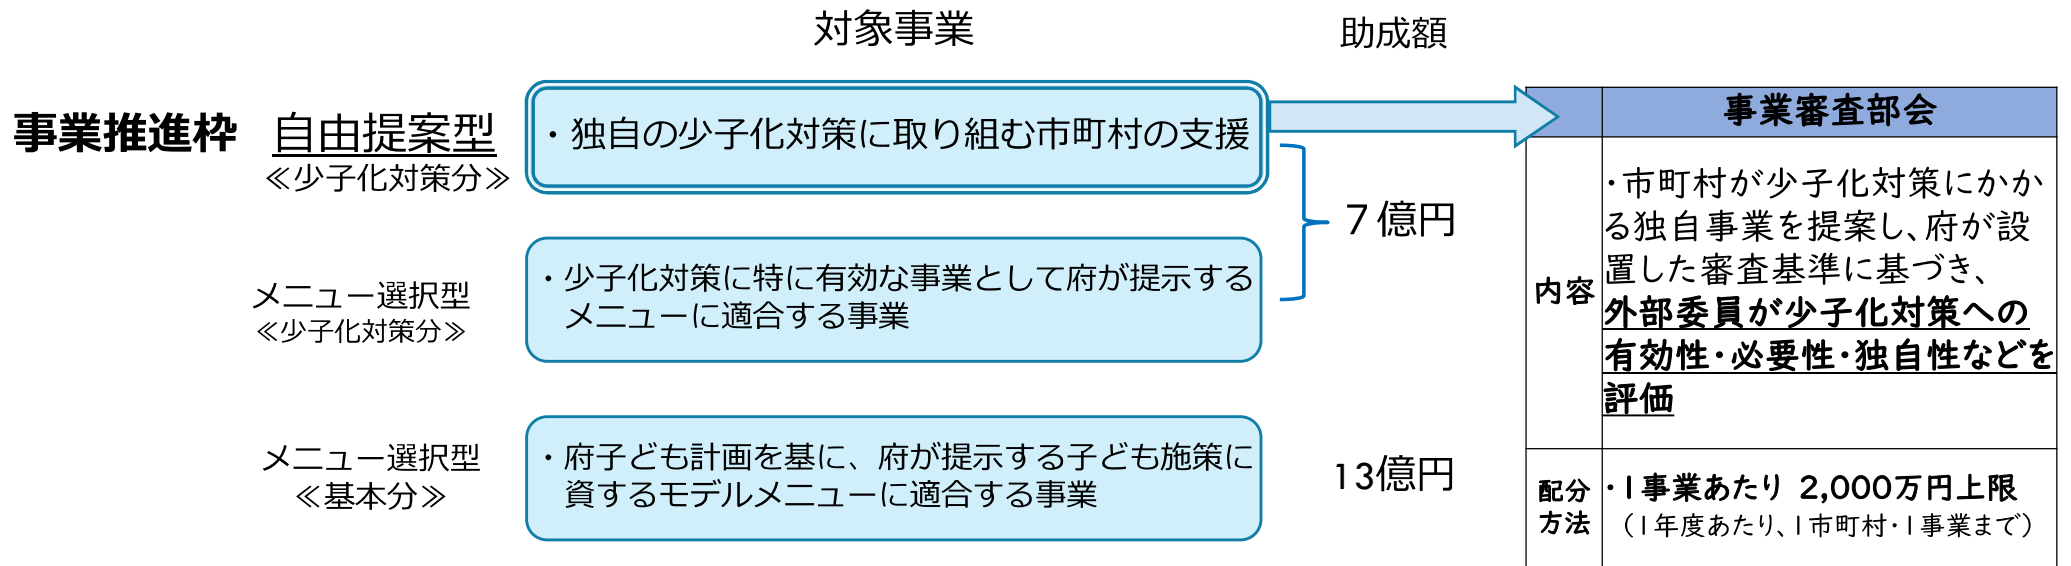 対象事業
助成額
事業推進枠
自由提案型
≪少子化対策分≫
・独自の少子化対策に取り組む市町村の支援
メニュー選択型
≪少子化対策分≫
・少子化対策に特に有効な事業として府が提示する
メニューに適合する事業
7億円
メニュー選択型
≪基本分≫
・府子ども計画を基に、府が提示する子ども施策に
資するモデルメニューに適合する事業
13億円
事業審査部会
内容
・市町村が少子化対策にかか
る独自事業を提案し、府が設
置した審査基準に基づき、
外部委員が少子化対策への
有効性・必要性・独自性などを
評価
配分
方法
・1事業あたり 2,000万円上限
（1年度あたり、1市町村・1事業まで）